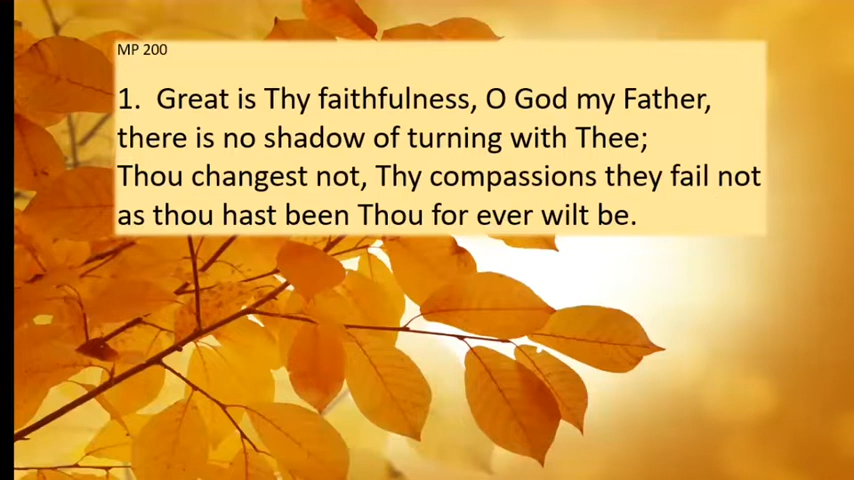 MP 200
1. Great is Thy faithfulness, O God my Father,
there is no shadow of turning with Thee;
Thou changest not, Thy compassions they fail not
as thou hast been Thou for ever wilt be.